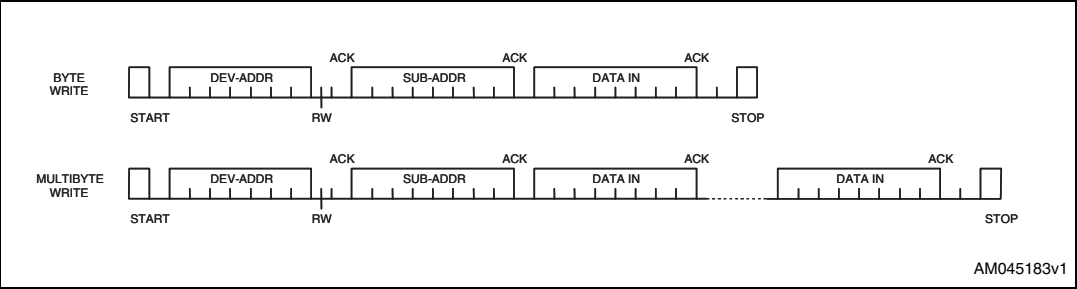 ACK ACK ACK
BYTE WRITE
DEV-ADDR SUB-ADDR DATA IN
START RW STOP
ACK ACK ACK ACK
MULTIBYTE WRITE
DEV-ADDR SUB-ADDR DATA IN DATA IN
START RW STOP
AM045183v1